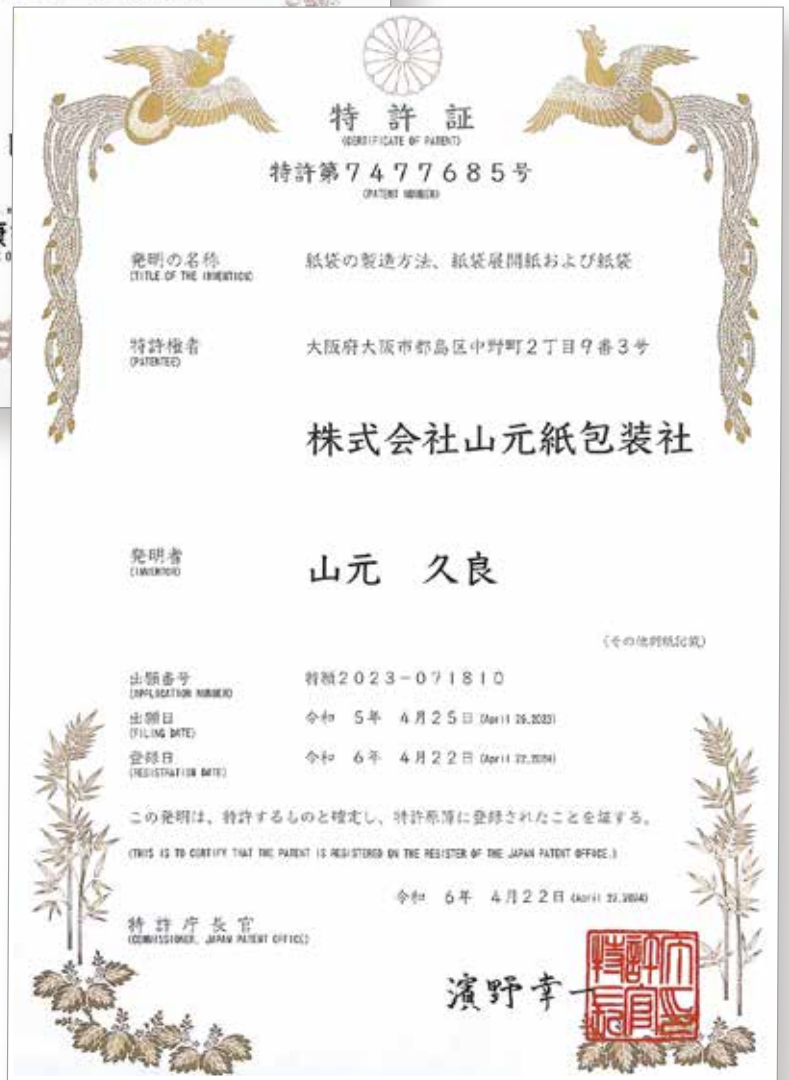 特許証
(CERTIFICATE OF PATENT)
特許第7477685号
(PATENT NUMBER)
発明の名称
(TITLE OF THE INVENTION)
紙袋の製造方法、紙袋展開紙および紙袋
特許権者
(PATENTEE)
大阪府大阪市都島区中野町2丁目9番3号
株式会社山元紙包装社
発明者
(INVENTOR)
山元 久良
(その他別紙記載)
出願番号
(APPLICATION NUMBER)
特願2023-071810
出願日
(FILING DATE)
令和 5年 4月25日(April 25,2023)
登録日
(REGISTRATION DATE)
令和 6年 4月22日(April 22,2024)
この発明は、特許するものと確定し、特許原簿に登録されたことを証する。
(THIS IS TO CERTIFY THAT THE PATENT IS REGISTERED ON THE REGISTER OF THE JAPAN PATENT OFFICE.)
令和 6年 4月22日(April 22,2024)
特許庁長官
(COMMISSIONER, JAPAN PATENT OFFICE)
濱野幸一